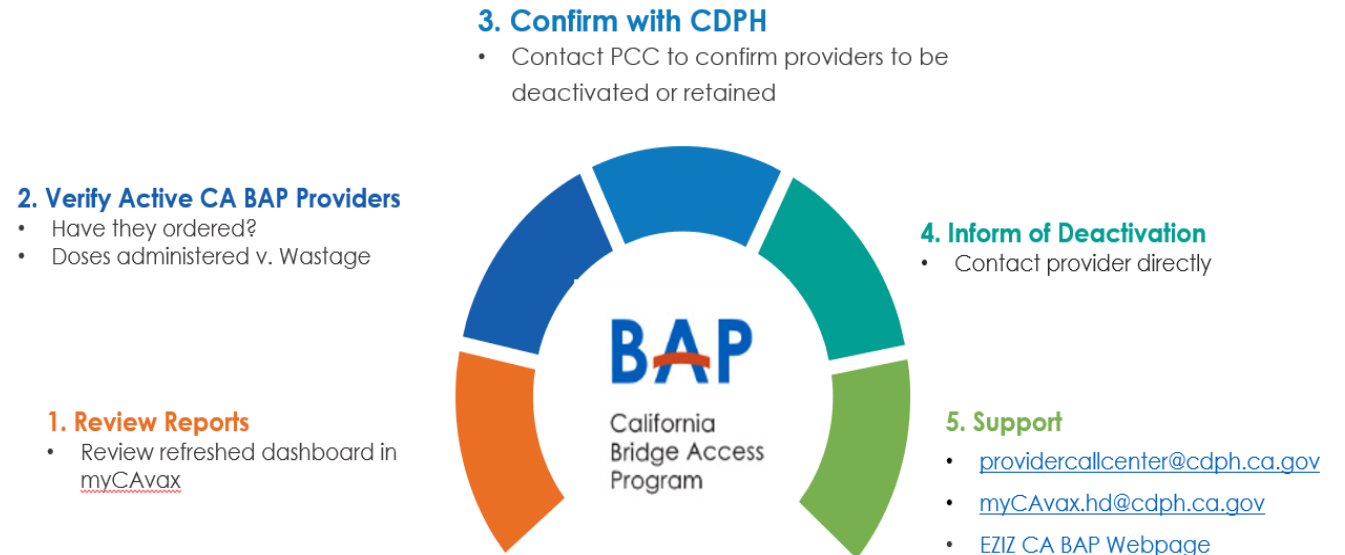 3. Confirm with CDPH
• Contact PCC to confirm providers to be
deactivated or retained
2. Verify Active CA BAP Providers
• Have they ordered?
• Doses administered v. Wastage
4. Inform of Deactivation
• Contact provider directly
BAP
California
Bridge Access
Program
1. Review Reports
• Review refreshed dashboard in
myCAvax
5. Support
• providercallcenter@cdph.ca.gov
• myCAvax.hd@cdph.ca.gov
• EZIZ CA BAP Webpage